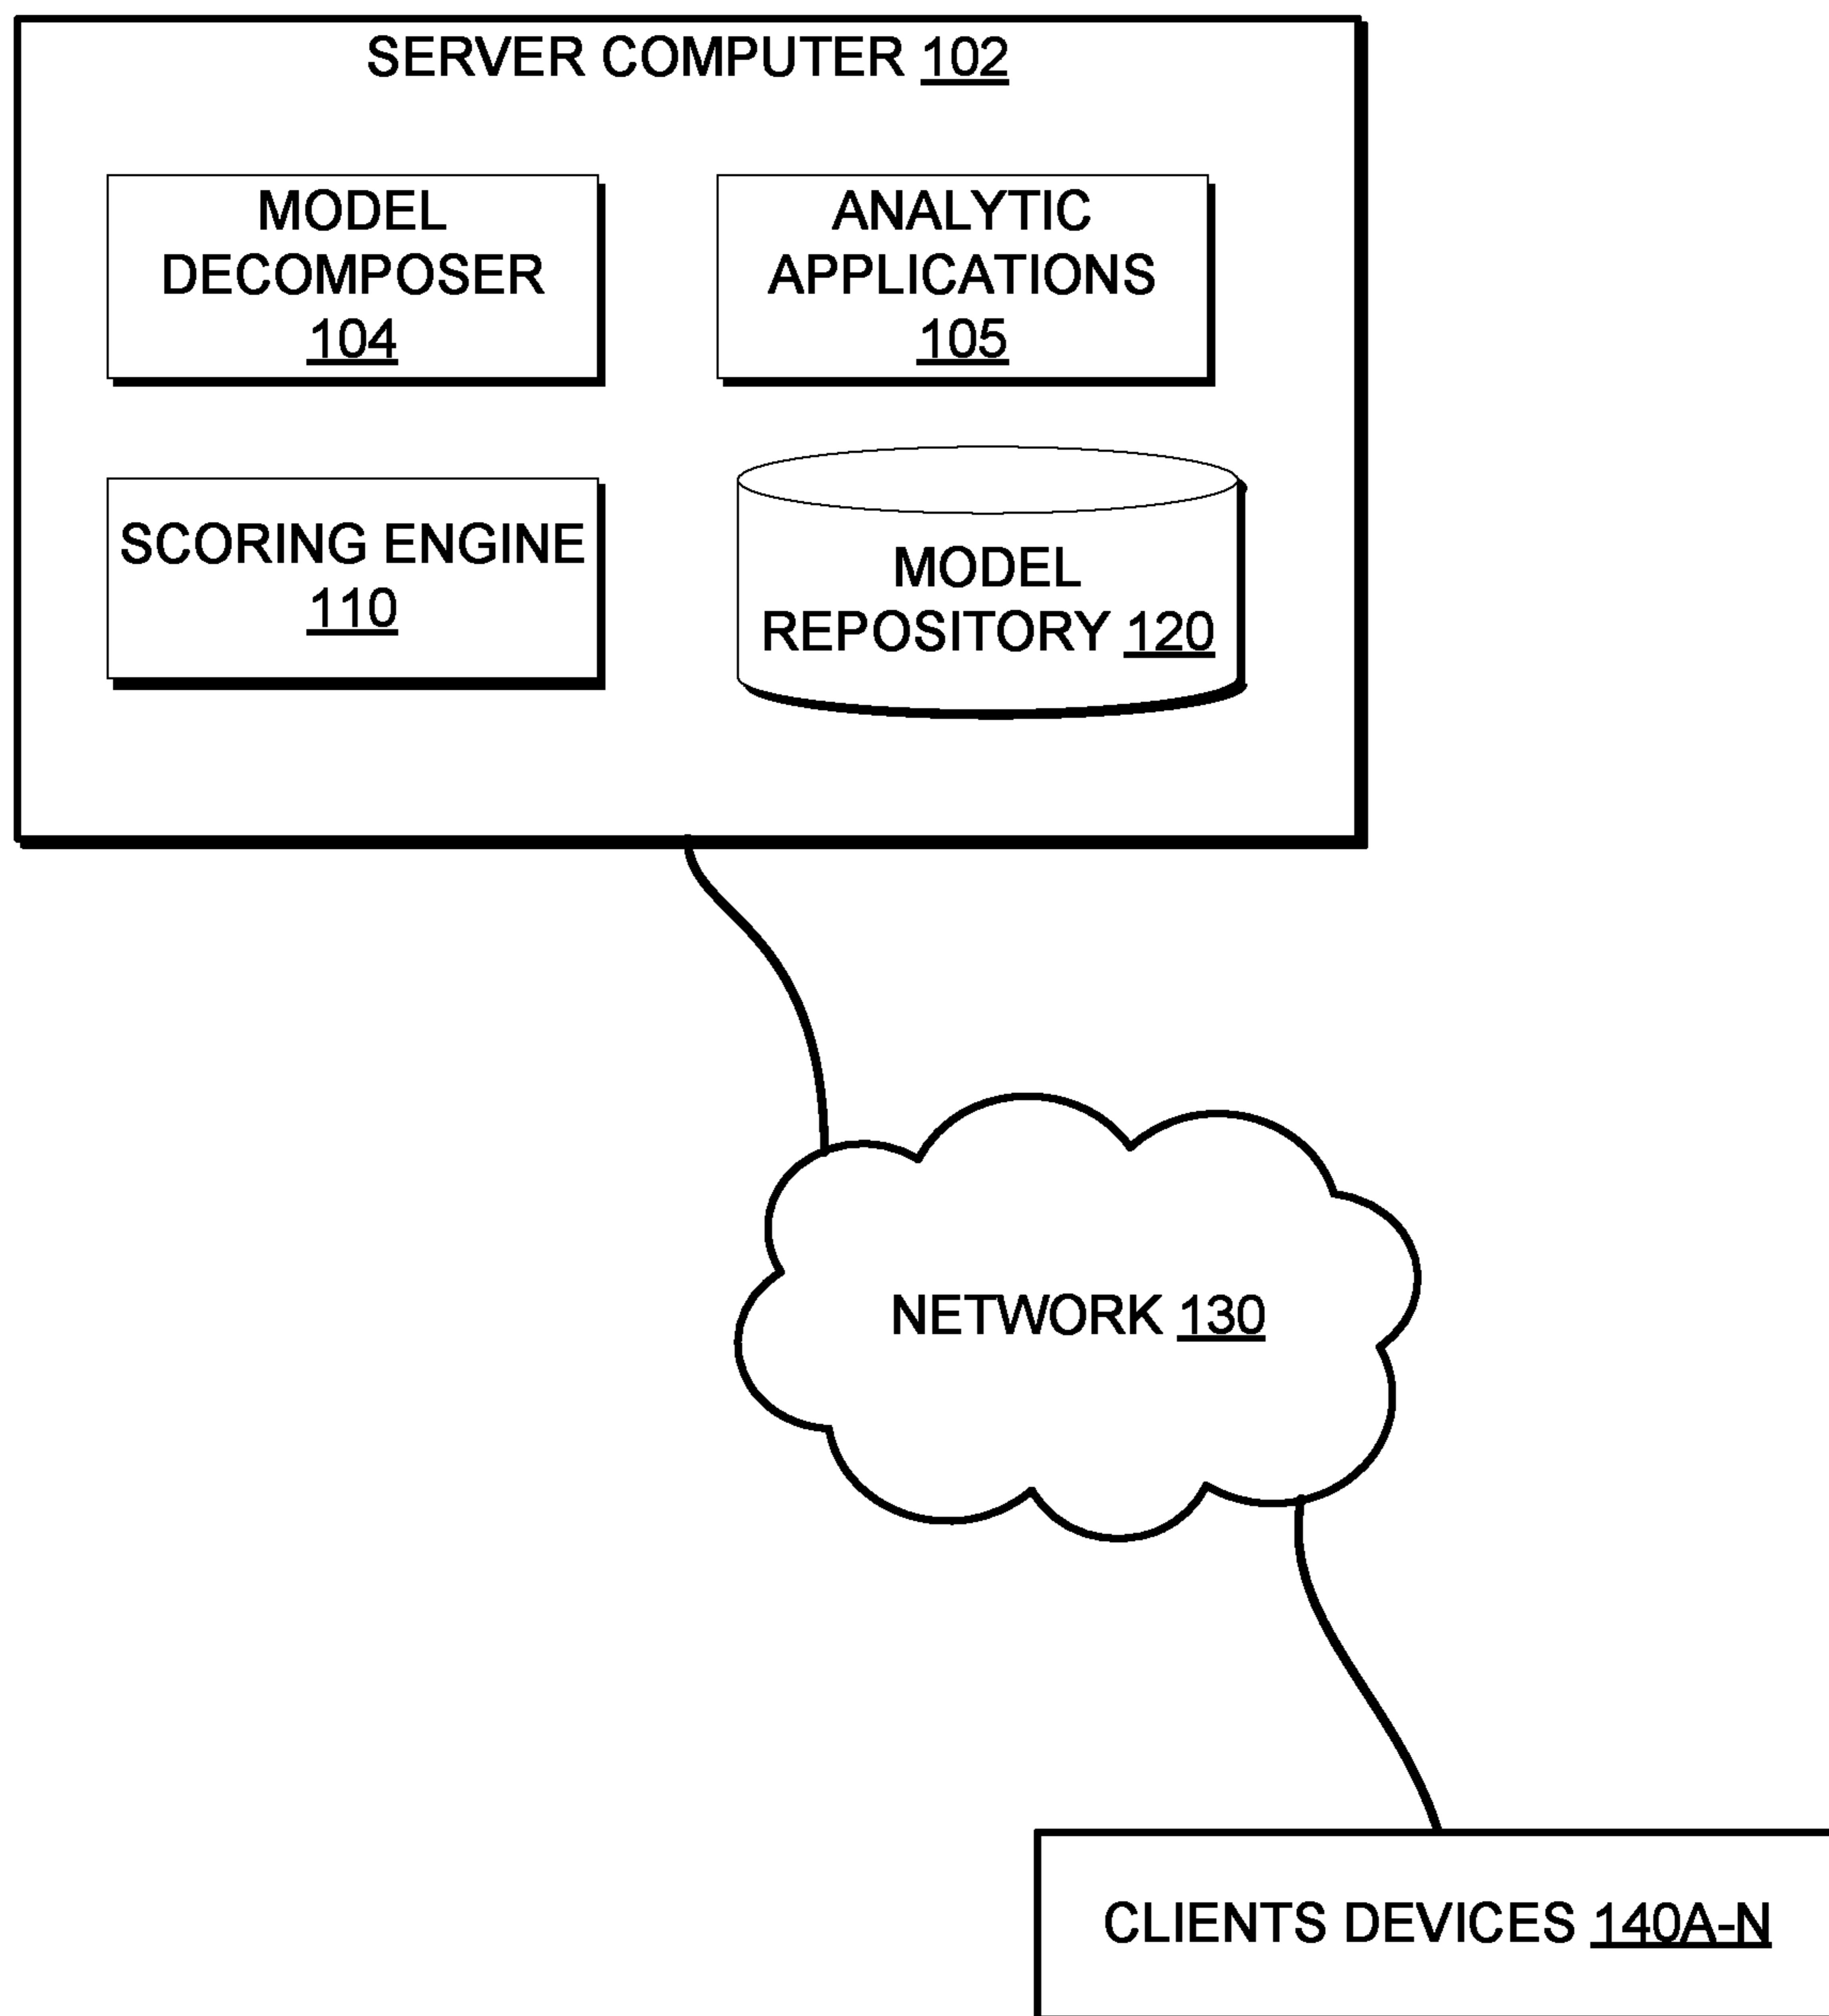 SERVER COMPUTER 102
MODEL
DECOMPOSER
104
ANALYTIC
APPLICATIONS
105
SCORING ENGINE
110
MODEL
REPOSITORY 120
NETWORK 130
CLIENTS DEVICES 140A-N